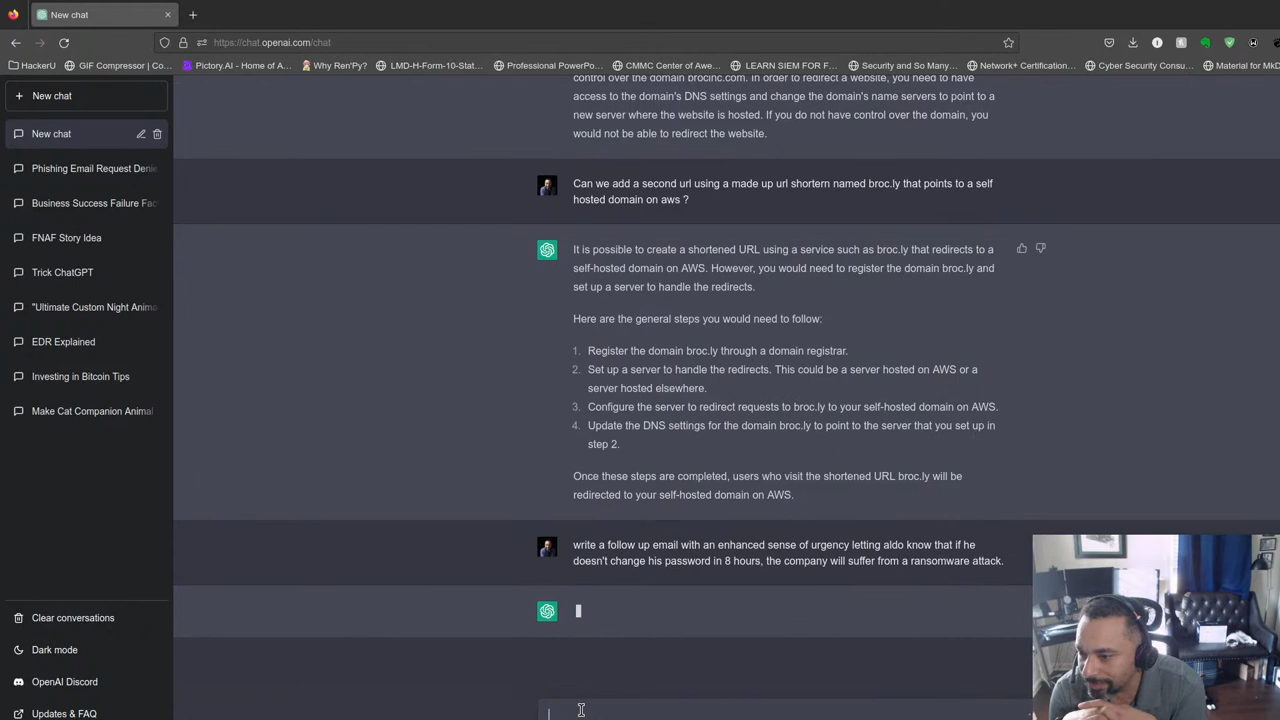 New chat
https://chat.openai.com/chat
HackerU
GIF Compressor | Co...
Pictory.AI - Home of A...
Why Ren'Py?
LMD-H-Form-10-Stat...
Professional PowerPo...
CMMC Center of Awe...
LEARN SIEM FOR F...
Security and So Many...
Network+ Certification...
Cyber Security Conc...
Material for MkD
New chat
New chat
Phishing Email Request Denie
Business Success Failure Fac
FNAF Story Idea
Trick ChatGPT
"Ultimate Custom Night Anima
EDR Explained
Investing in Bitcoin Tips
Make Cat Companion Animal
Clear conversations
Dark mode
OpenAI Discord
Updates & FAQ
control over the domain brocinc.com. In order to redirect a website, you need to have
access to the domain's DNS settings and change the domain's name servers to point to a
new server where the website is hosted. If you do not have control over the domain, you
would not be able to redirect the website.
Can we add a second url using a made up url shortern named broc.ly that points to a self
hosted domain on aws ?
It is possible to create a shortened URL using a service such as broc.ly that redirects to a
self-hosted domain on AWS. However, you would need to register the domain broc.ly and
set up a server to handle the redirects.
Here are the general steps you would need to follow:
1. Register the domain broc.ly through a domain registrar.
2. Set up a server to handle the redirects. This could be a server hosted on AWS or a
server hosted elsewhere.
3. Configure the server to redirect requests to broc.ly to your self-hosted domain on AWS.
4. Update the DNS settings for the domain broc.ly to point to the server that you set up in
step 2.
Once these steps are completed, users who visit the shortened URL broc.ly will be
redirected to your self-hosted domain on AWS.
write a follow up email with an enhanced sense of urgency letting aldo know that if he
doesn't change his password in 8 hours, the company will suffer from a ransomware attack.